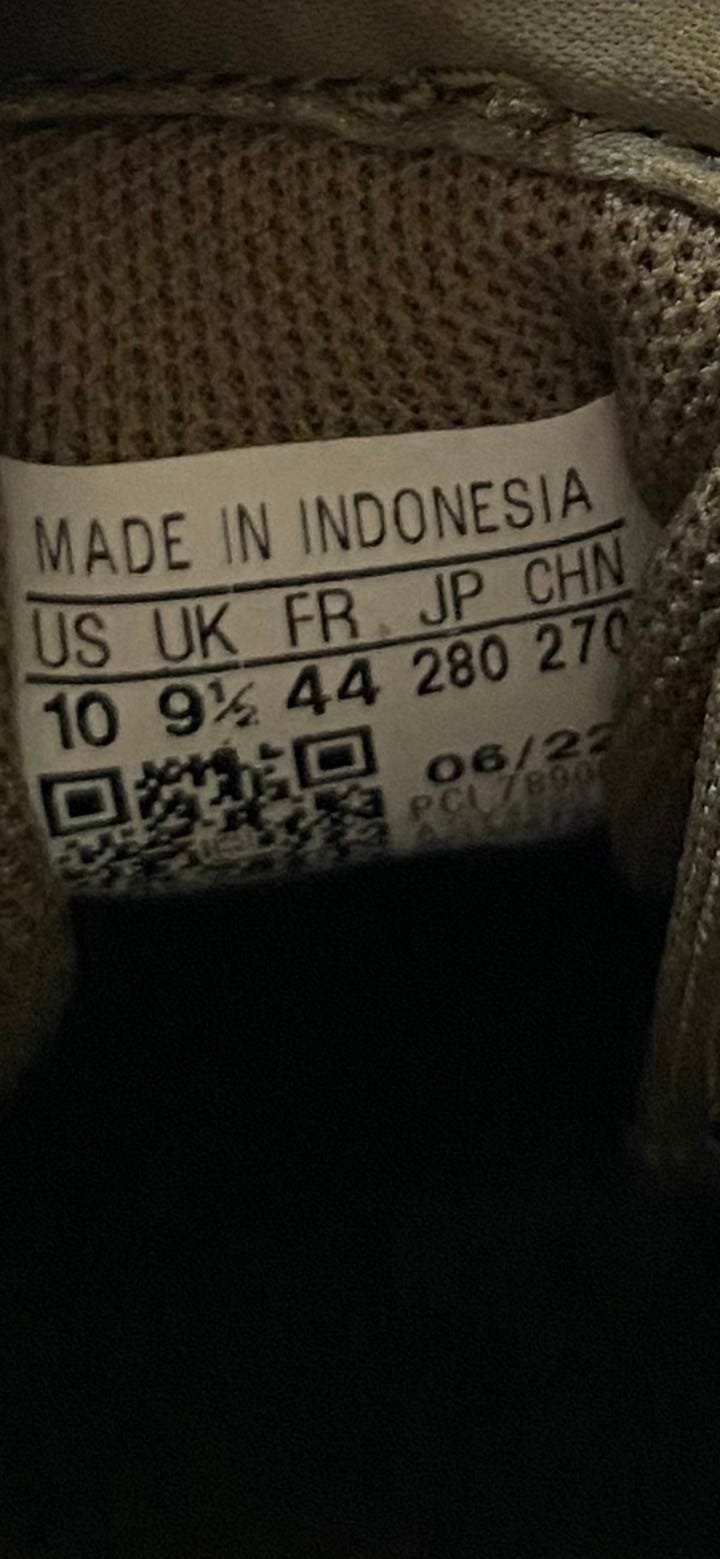 MADE IN INDONESIA
US UK FR JP CHN
10 9½ 44 280 270
06/22